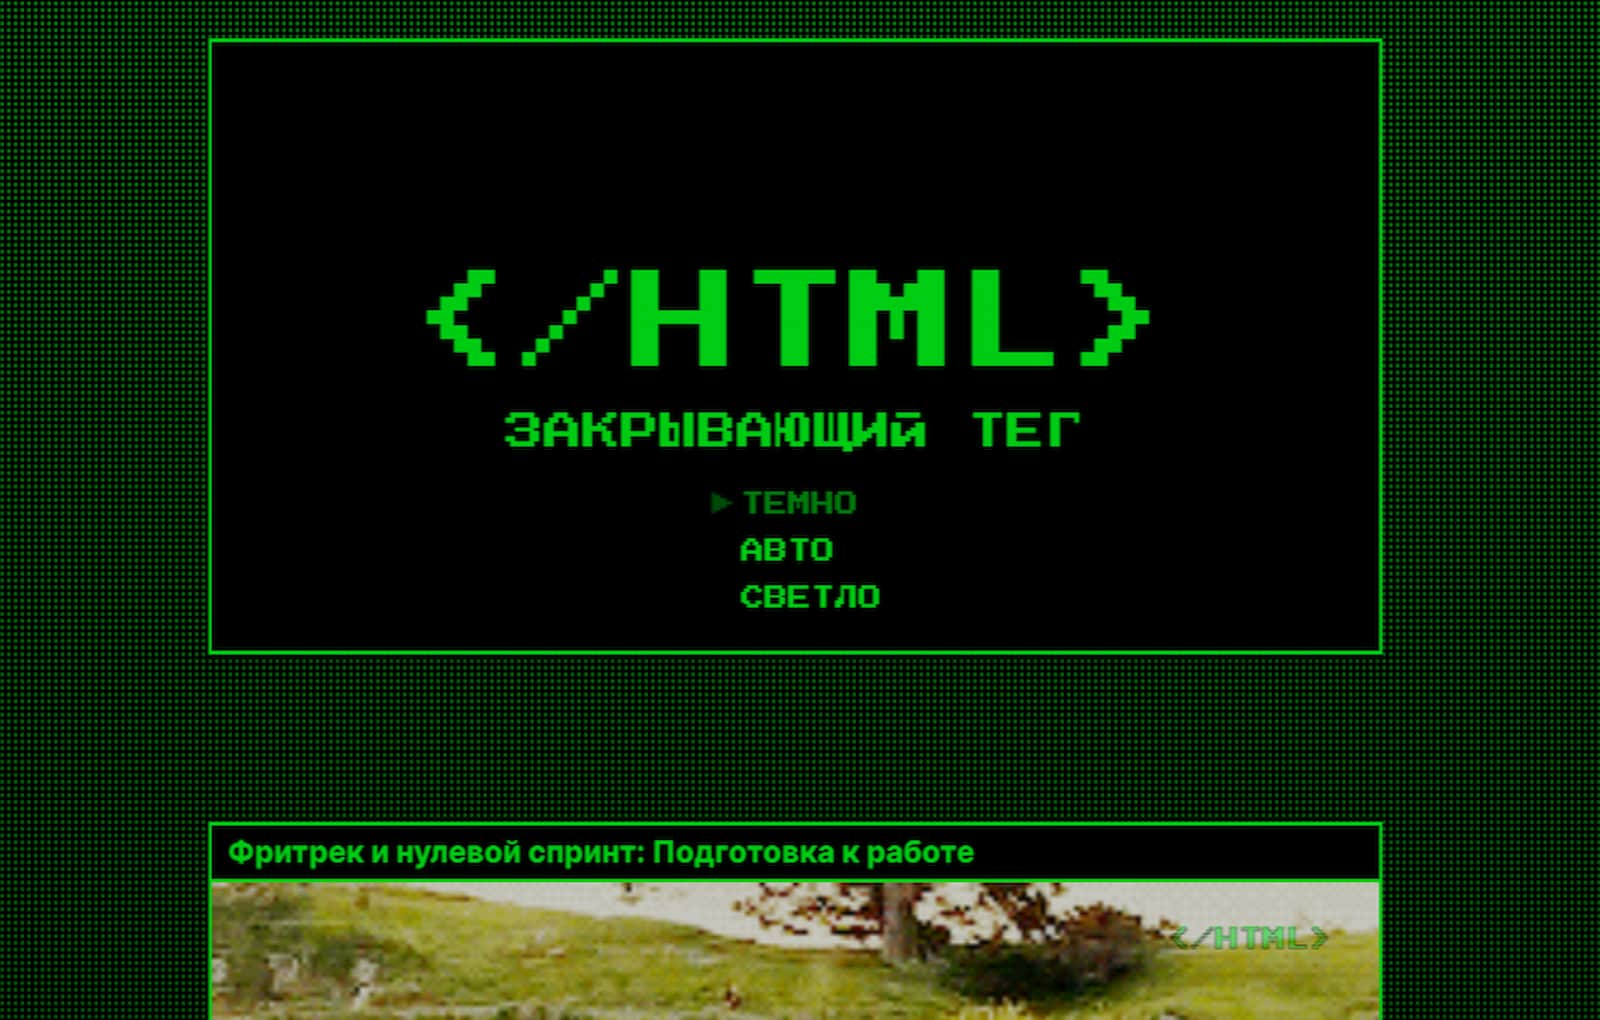 </HTML>
ЗАКРЫВАЮЩИЙ ТЕГ
▶ ТЕМНО
АВТО
СВЕТЛО
Фритрек и нулевой спринт: Подготовка к работе
</HTML>